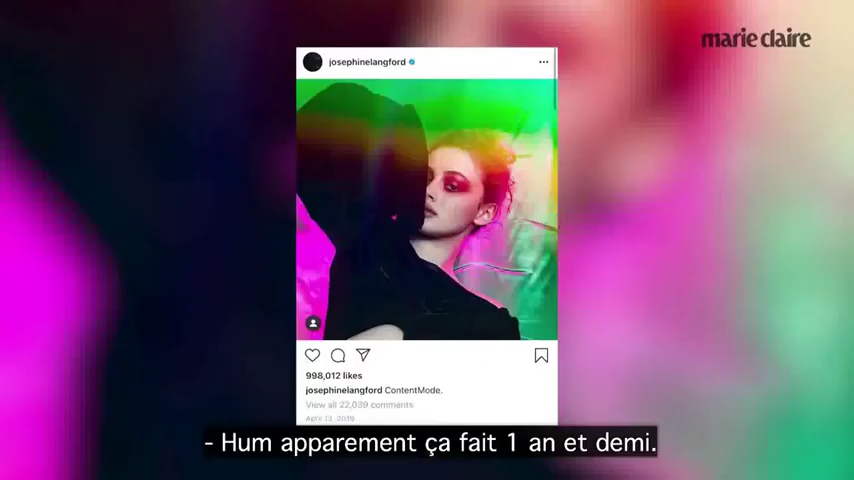 marie claire
josephinelangford
998,012 likes
josephinelangford ContentMode.
View all 22,039 comments
April 12, 2019
- Hum apparement ça fait 1 an et demi.